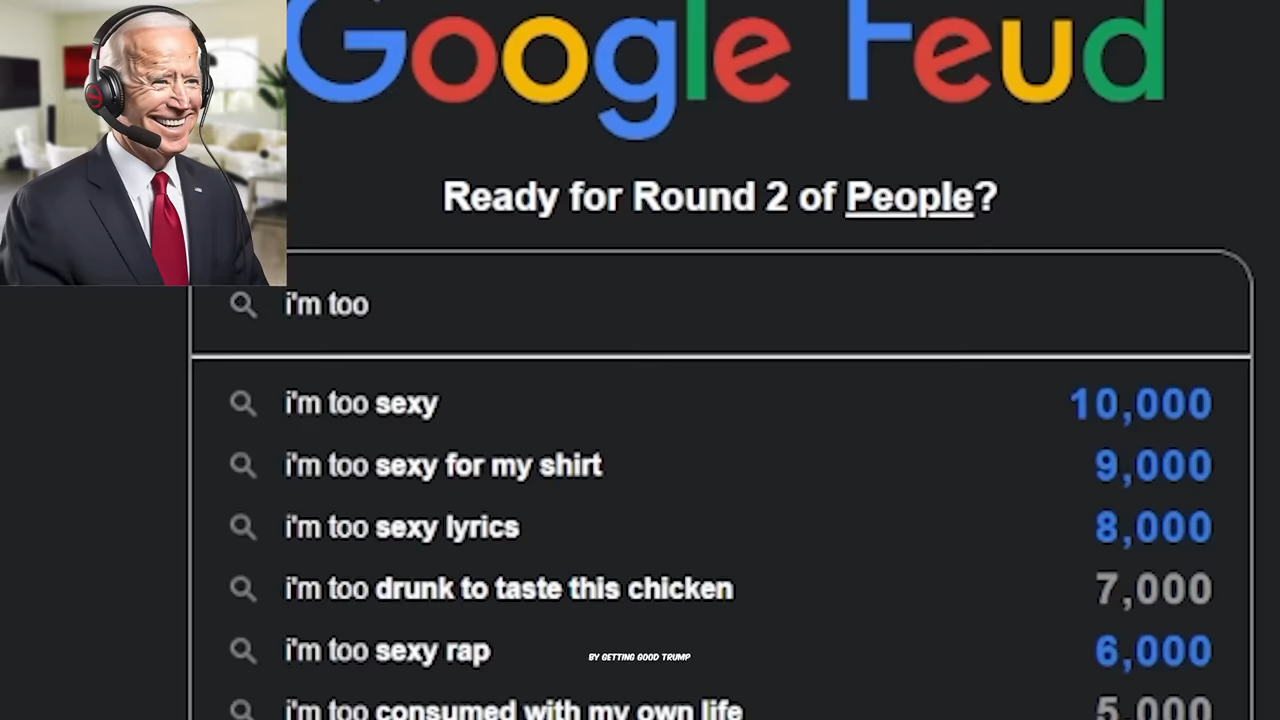 Google Feud
Ready for Round 2 of People?
i'm too
i'm too sexy 10,000
i'm too sexy for my shirt 9,000
i'm too sexy lyrics 8,000
i'm too drunk to taste this chicken 7,000
i'm too sexy rap 6,000
BY GETTING GOOD TRUMP
i'm too consumed with my own life 5,000